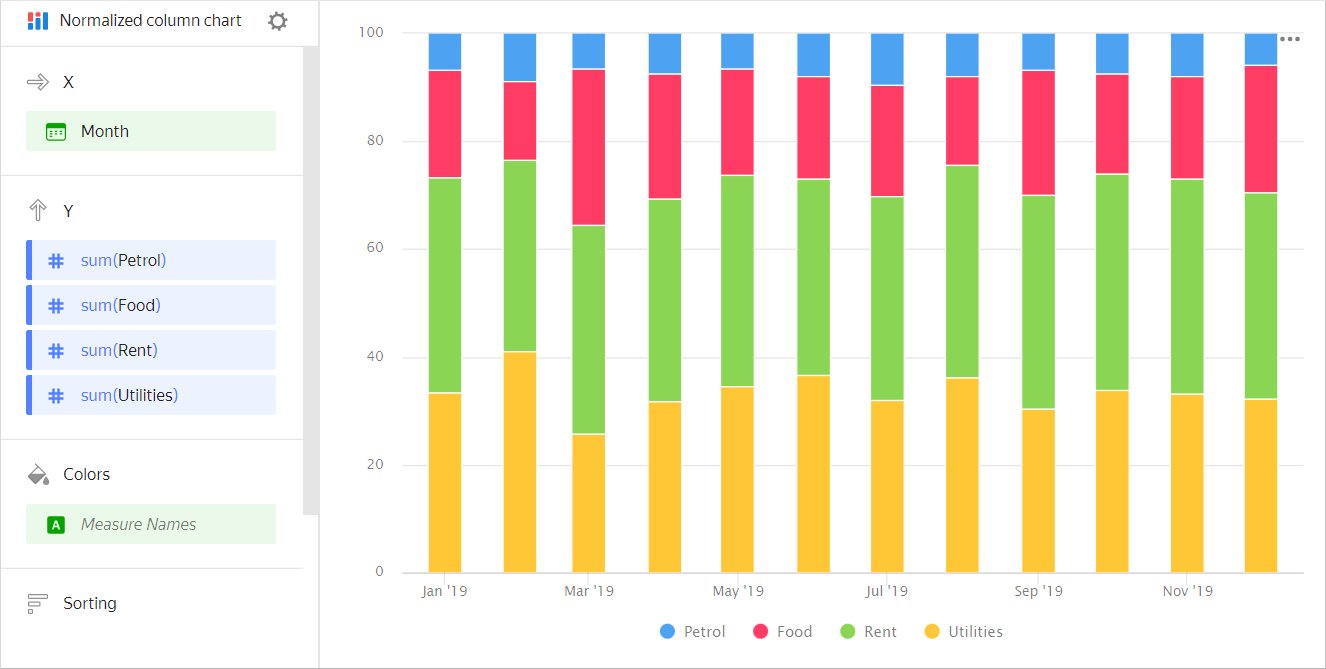 Normalized column chart
X
Month
Y
# sum(Petrol)
# sum(Food)
# sum(Rent)
# sum(Utilities)
Colors
A Measure Names
Sorting
100
80
60
40
20
0
Jan '19 Mar '19 May '19 Jul '19 Sep '19 Nov '19
Petrol Food Rent Utilities